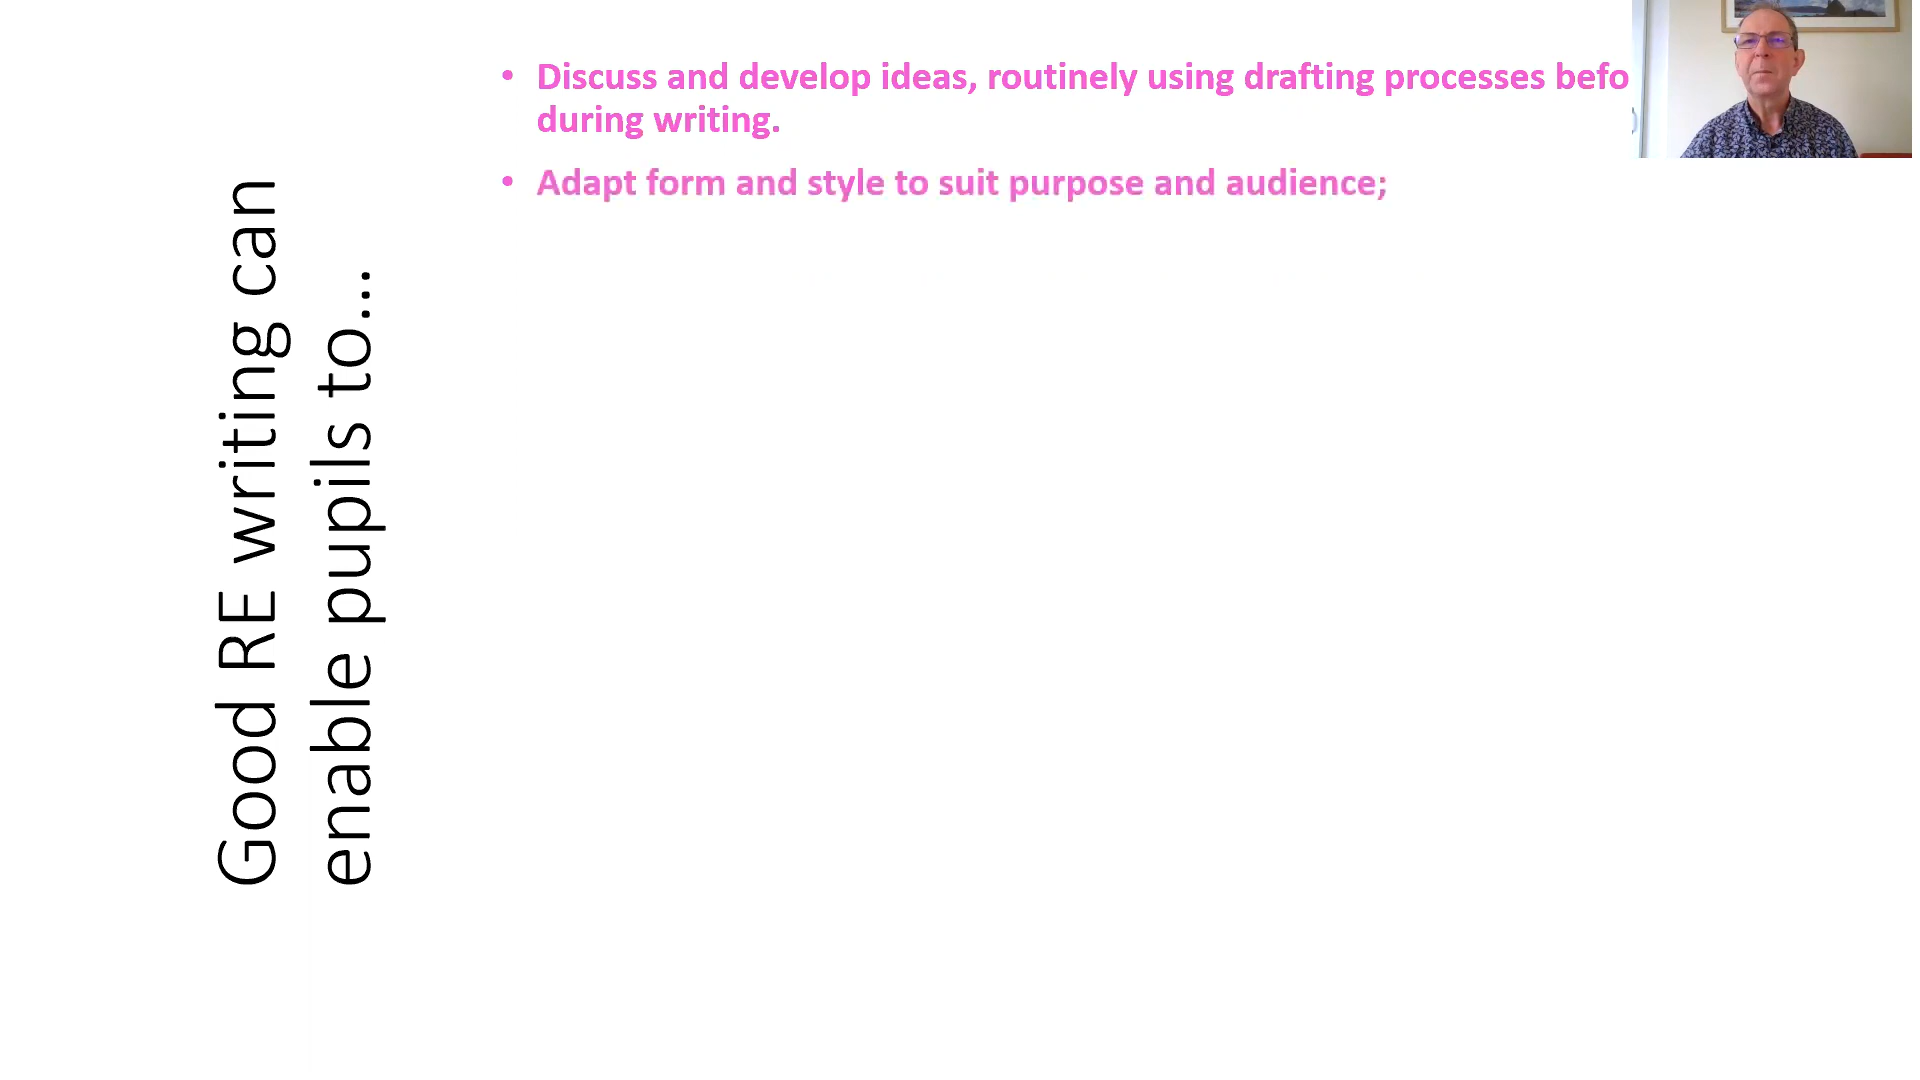 Good RE writing can
enable pupils to...
• Discuss and develop ideas, routinely using drafting processes befo
during writing.
• Adapt form and style to suit purpose and audience;